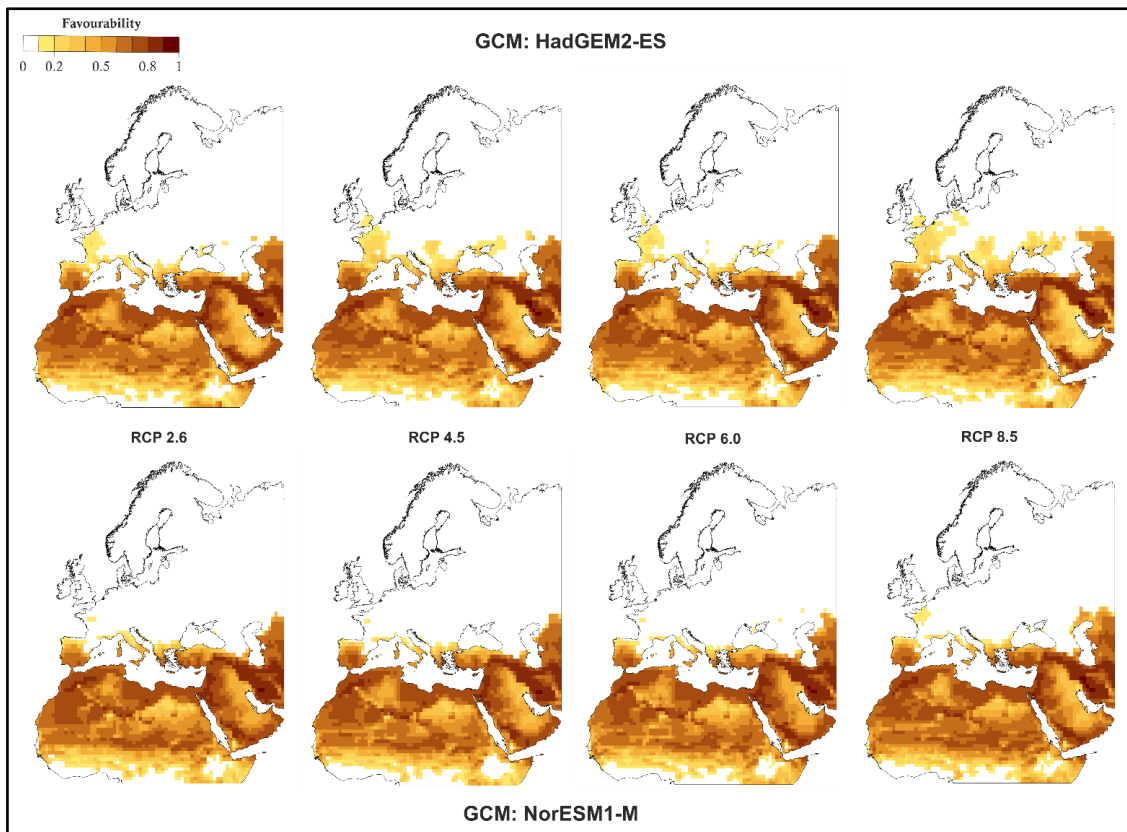 Favourability
0 0.2 0.5 0.8 1
GCM: HadGEM2-ES
RCP 2.6 RCP 4.5 RCP 6.0 RCP 8.5
GCM: NorESM1-M